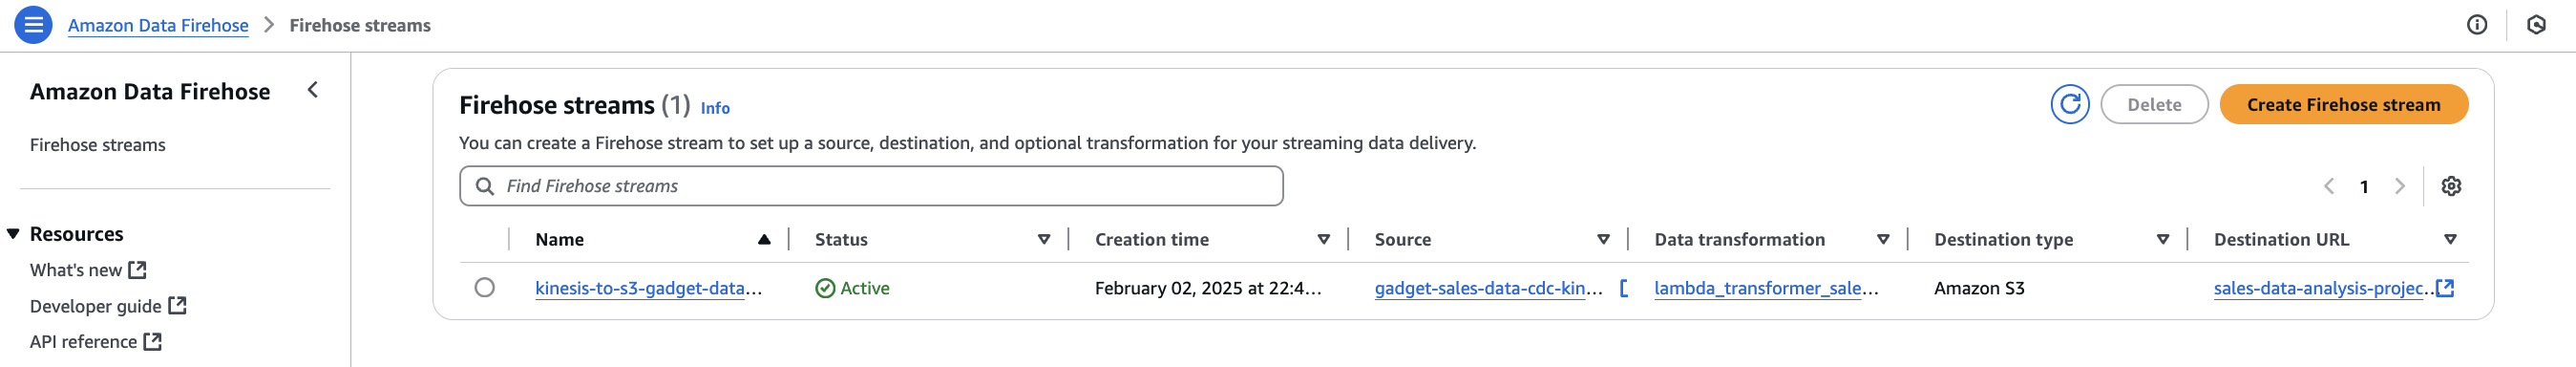 Amazon Data Firehose > Firehose streams
Amazon Data Firehose
Firehose streams
Resources
What's new
Developer guide
API reference
Firehose streams (1) Info
Delete
Create Firehose stream
You can create a Firehose stream to set up a source, destination, and optional transformation for your streaming data delivery.
Find Firehose streams
1
Name Status Creation time Source Data transformation Destination type Destination URL
kinesis-to-s3-gadget-data... Active February 02, 2025 at 22:4... gadget-sales-data-cdc-kin... lambda_transformer_sale... Amazon S3 sales-data-analysis-projec...